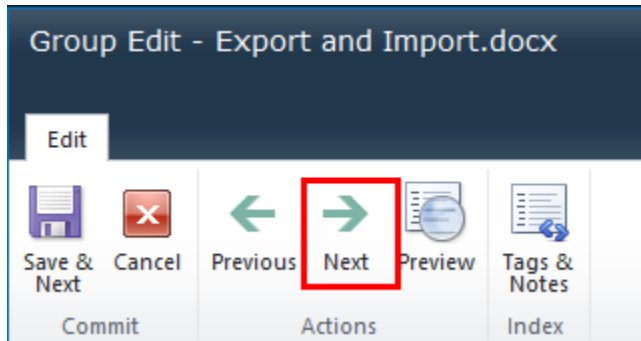 Group Edit - Export and Import.docx
Edit
Save & Next
Cancel
Previous
Next
Preview
Tags & Notes
Commit
Actions
Index